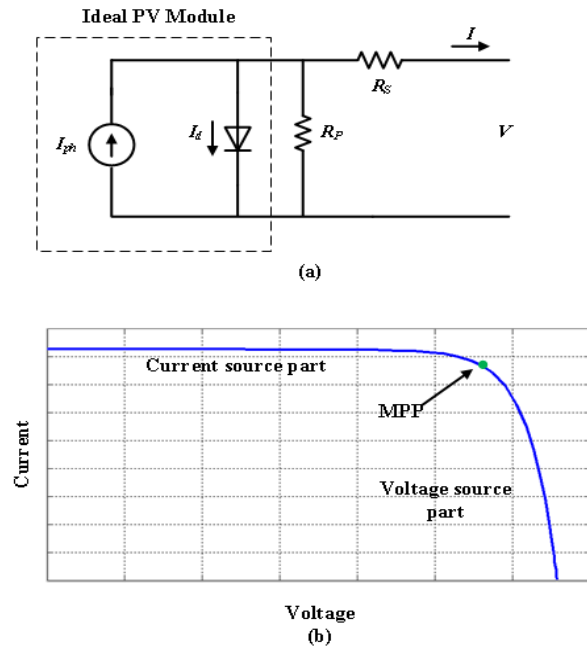 Ideal PV Module
I
R_S
I_ph
I_d
R_P
V
(a)
Current source part
MPP
Voltage source
part
Current
Voltage
(b)